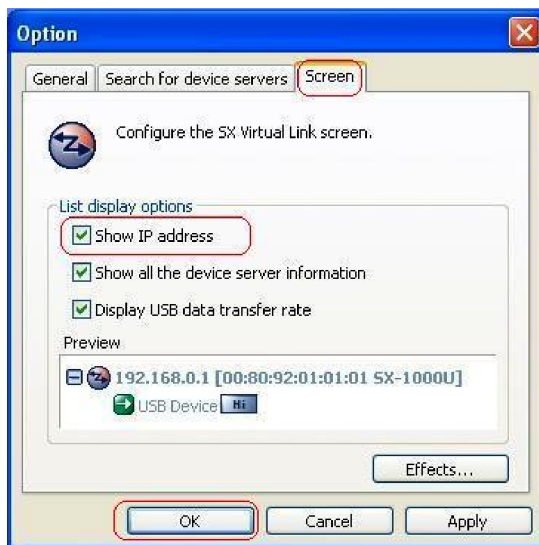 Option
General Search for device servers Screen
Configure the SX Virtual Link screen.
List display options
Show IP address
Show all the device server information
Display USB data transfer rate
Preview
192.168.0.1 [00:80:92:01:01:01 SX-1000U]
USB Device Hi
Effects...
OK Cancel Apply